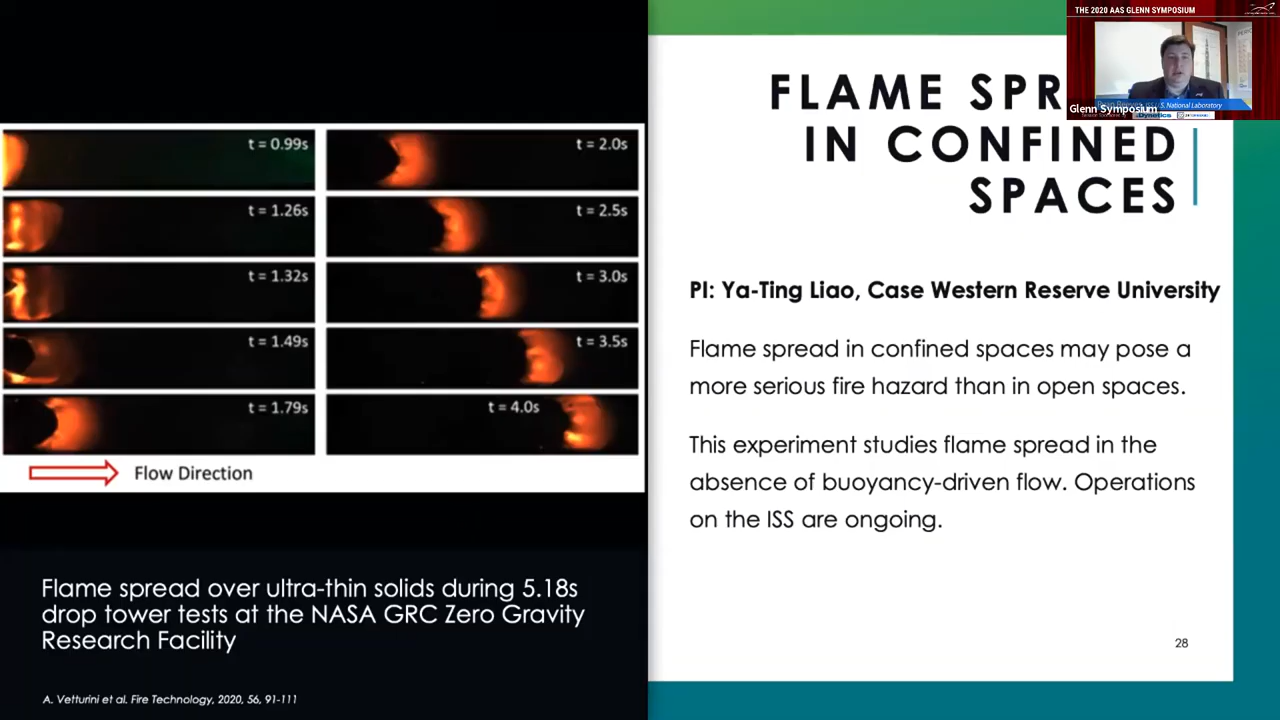 THE 2020 AAS GLENN SYMPOSIUM
S. National Laboratory
Glenn Symposium
Dynetics
FLAME SPR
IN CONFINED
SPACES
t = 0.99s
t = 2.0s
t = 1.26s
t = 2.5s
t = 1.32s
t = 3.0s
t = 1.49s
t = 3.5s
t = 1.79s
t = 4.0s
Flow Direction
PI: Ya-Ting Liao, Case Western Reserve University
Flame spread in confined spaces may pose a
more serious fire hazard than in open spaces.
This experiment studies flame spread in the
absence of buoyancy-driven flow. Operations
on the ISS are ongoing.
Flame spread over ultra-thin solids during 5.18s
drop tower tests at the NASA GRC Zero Gravity
Research Facility
28
A. Vetturini et al. Fire Technology, 2020, 56, 91-111